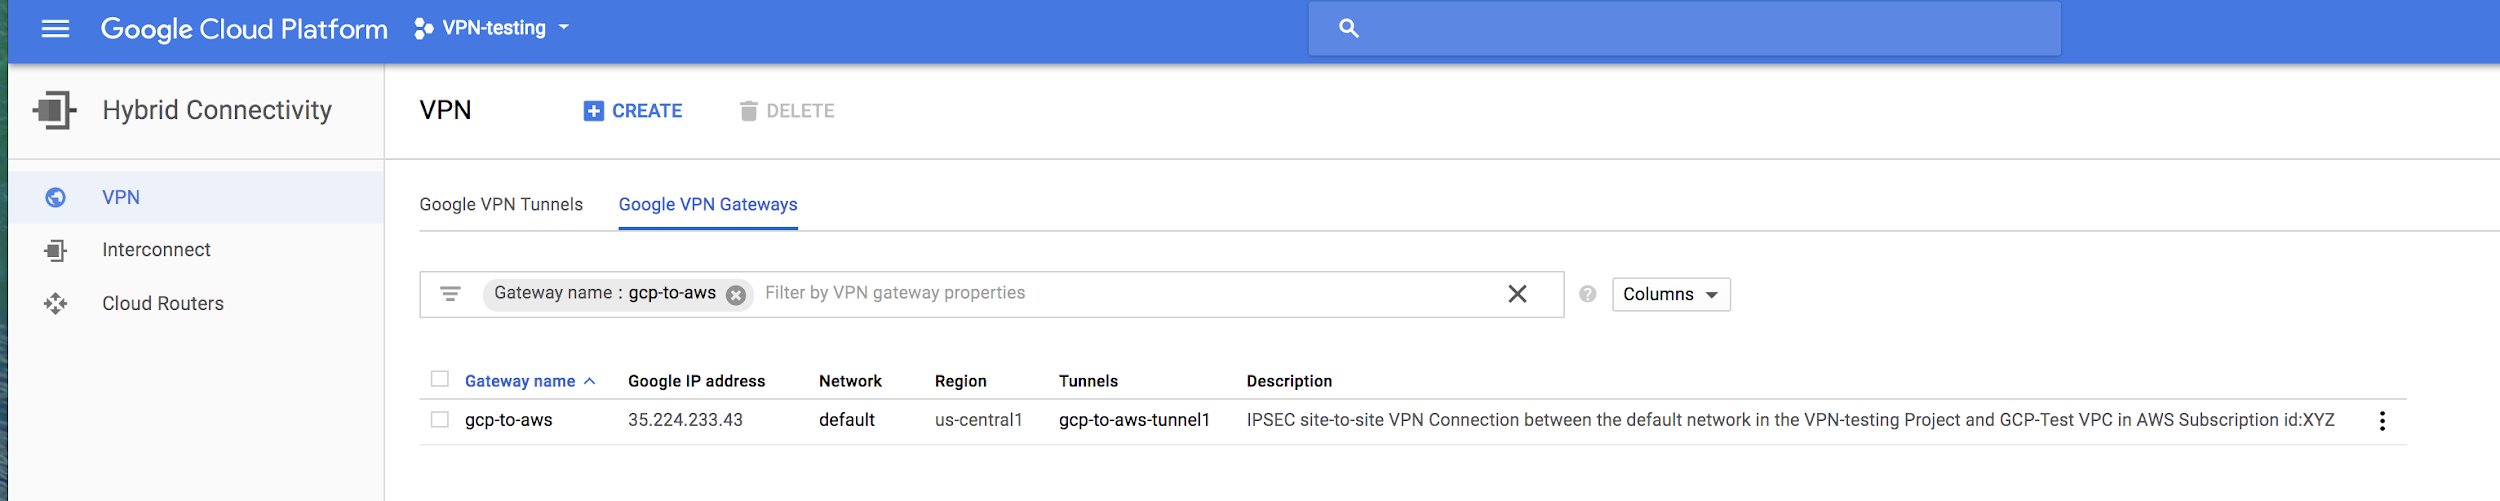 Google Cloud Platform VPN-testing
Hybrid Connectivity
VPN CREATE DELETE
VPN
Interconnect
Cloud Routers
Google VPN Tunnels Google VPN Gateways
Gateway name : gcp-to-aws Filter by VPN gateway properties Columns
Gateway name Google IP address Network Region Tunnels Description
gcp-to-aws 35.224.233.43 default us-central1 gcp-to-aws-tunnel1 IPSEC site-to-site VPN Connection between the default network in the VPN-testing Project and GCP-Test VPC in AWS Subscription id:XYZ